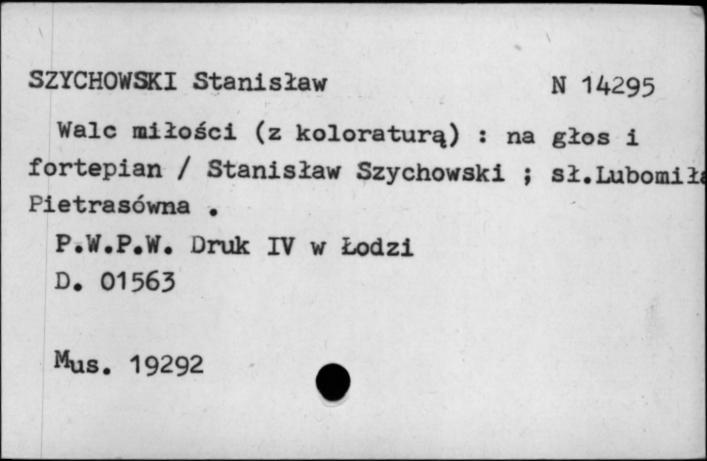 SZYCHOWSKI Stanisław N 14295
Walc miłości (z koloraturą) : na głos i
fortepian / Stanisław Szychowski ; sł.Lubomiła
Pietrasówna .
P.W.P.W. Druk IV w Łodzi
D. 01563
Mus. 19292